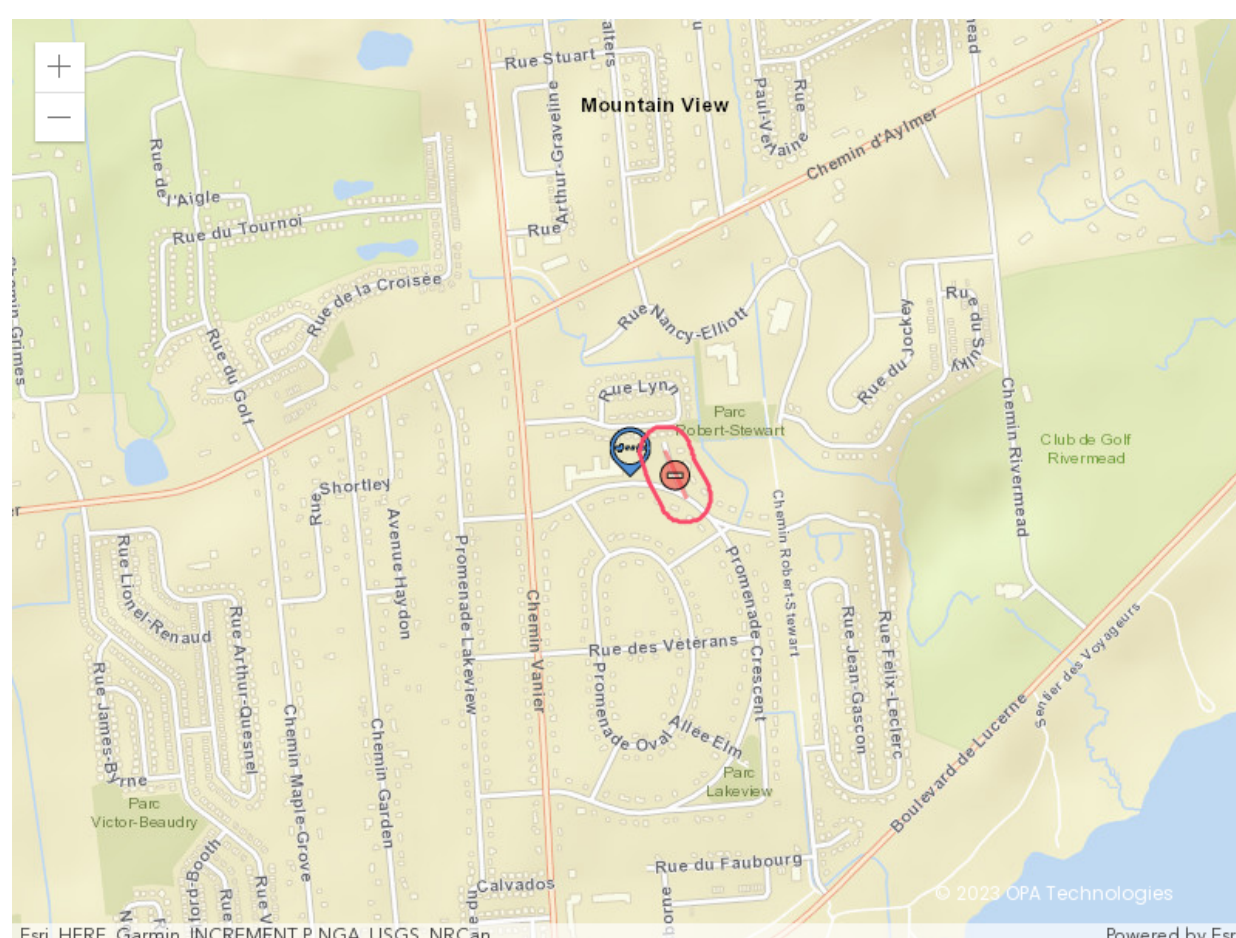 +
−
Rue Stuart
Mountain View
Arthur-Graveline
Rue
Paul-Verlaine
Rue
Chemin d'Aylmer
Rue de
l'Aigle
Rue du Tournoi
Rue de la Croisée
Chemin Grimes
Rue du Golf
Rue Nancy-Elliott
Rue du Jockey
Rue du Sulky
Rue Lynn
Parc
Robert-Stewart
Chemin Rivermead
Club de Golf
Rivermead
Shortley
Rue
Avenue Haydon
Promenade Lakeview
Chemin Vanier
Promenade Crescent
Chemin Robert-Stewart
Rue Lionel-Renaud
Rue Arthur-Quesnel
Rue James-Byrne
Rue des Veterans
Promenade Oval
Allée Elm
Rue Jean-Gascon
Rue Felix-Leclerc
Boulevard de Lucerne
Sentier des Voyageurs
Chemin Maple-Grove
Chemin Garden
Parc
Lakeview
Parc
Victor-Beaudry
Rue du Faubourg
Calvados
lord-Booth
Rue
Rue V
© 2023 OPA Technologies
Esri, HERE, Garmin, INCREMENT P, NGA, USGS, NRCan
Powered by Esr